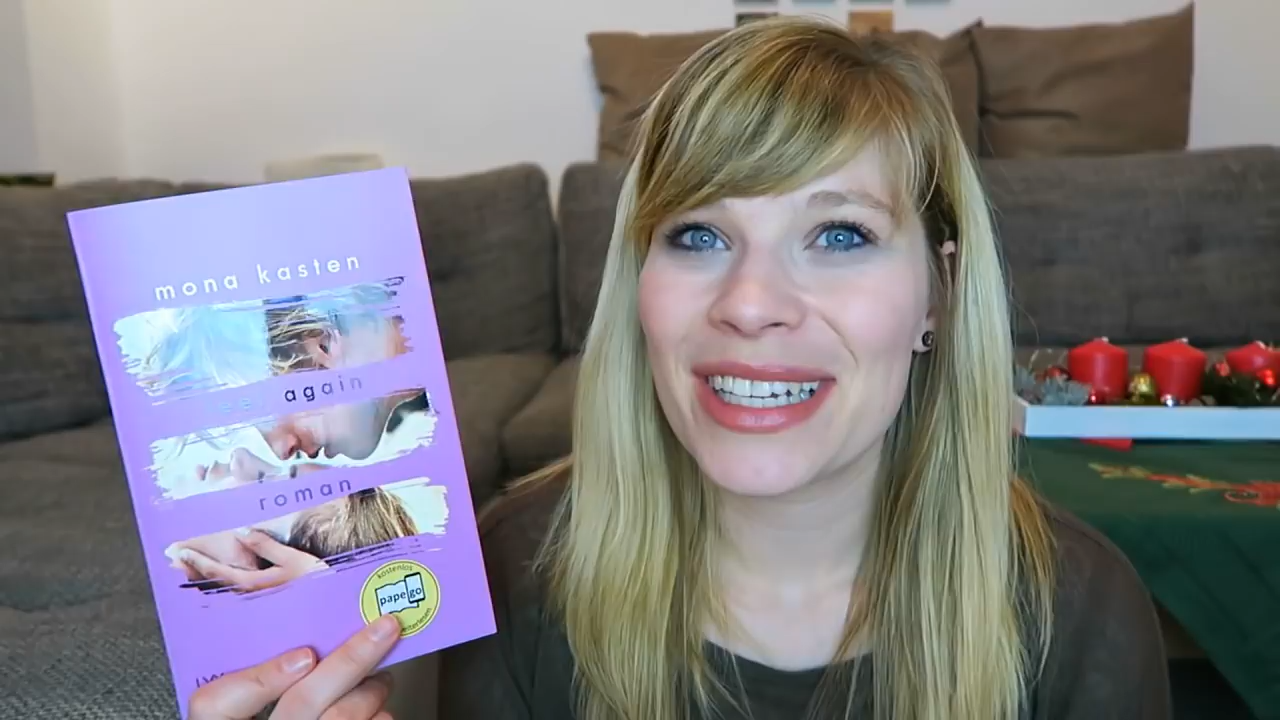 mona kasten
again
roman
kostenlos
papego